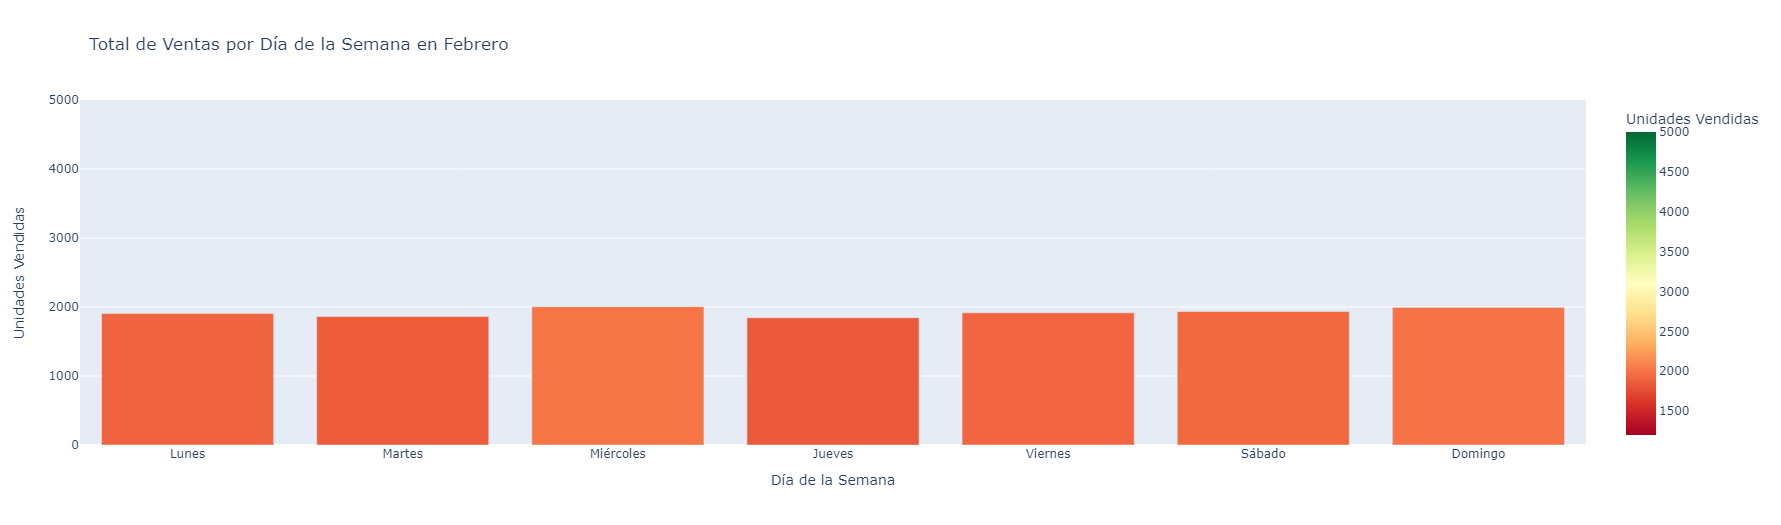 Total de Ventas por Día de la Semana en Febrero
Unidades Vendidas
5000
4000
3000
2000
1000
0
Lunes
Martes
Miércoles
Jueves
Viernes
Sábado
Domingo
Día de la Semana
Unidades Vendidas
5000
4500
4000
3500
3000
2500
2000
1500